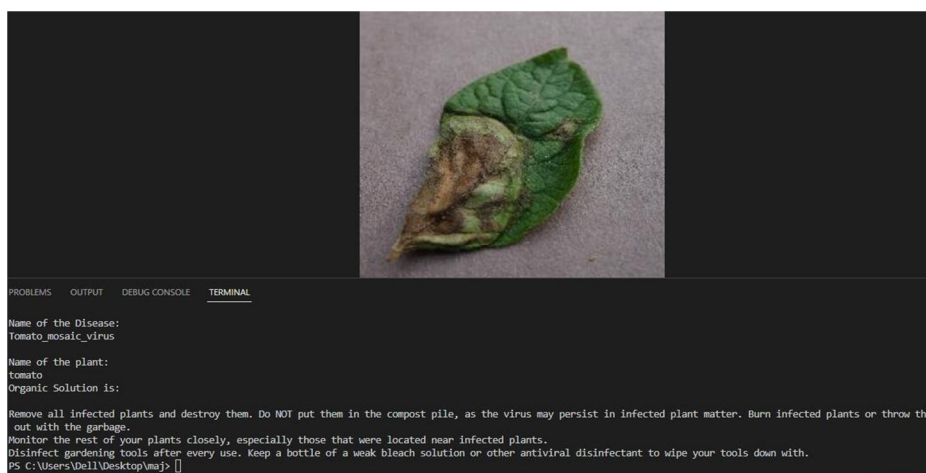 PROBLEMS OUTPUT DEBUG CONSOLE TERMINAL
Name of the Disease:
Tomato_mosaic_virus
Name of the plant:
tomato
Organic Solution is:
Remove all infected plants and destroy them. Do NOT put them in the compost pile, as the virus may persist in infected plant matter. Burn infected plants or throw th
out with the garbage.
Monitor the rest of your plants closely, especially those that were located near infected plants.
Disinfect gardening tools after every use. Keep a bottle of a weak bleach solution or other antiviral disinfectant to wipe your tools down with.
PS C:\Users\Dell\Desktop\maj>